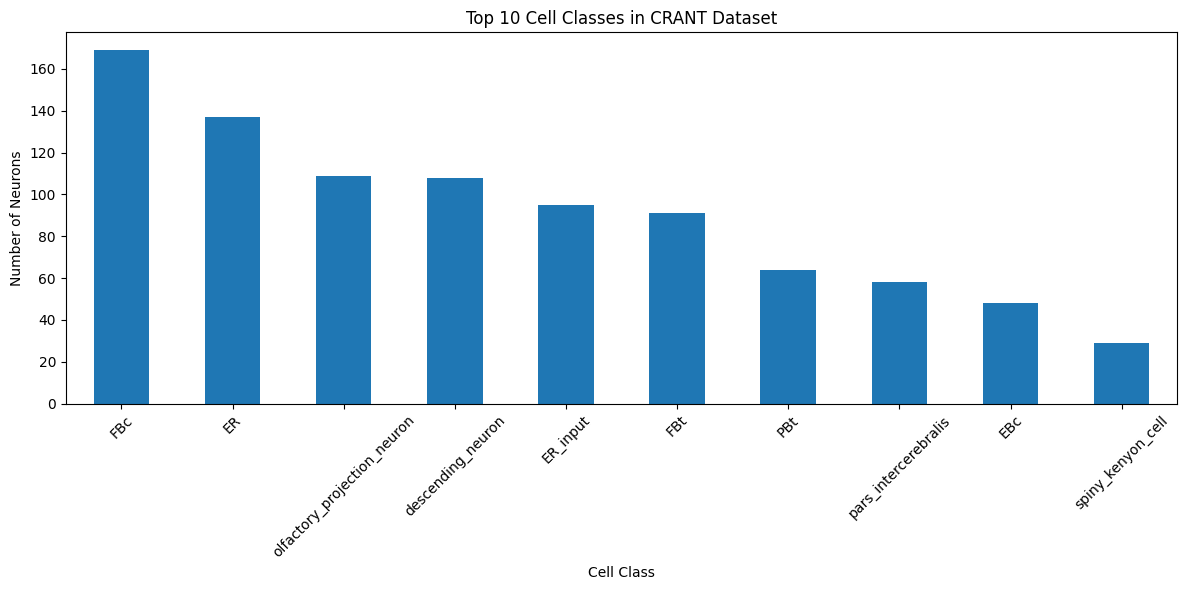 Top 10 Cell Classes in CRANT Dataset
Number of Neurons
160
140
120
100
80
60
40
20
0
FBc
ER
olfactory_projection_neuron
descending_neuron
ER_input
FBt
PBt
pars_intercerebralis
EBc
spiny_kenyon_cell
Cell Class